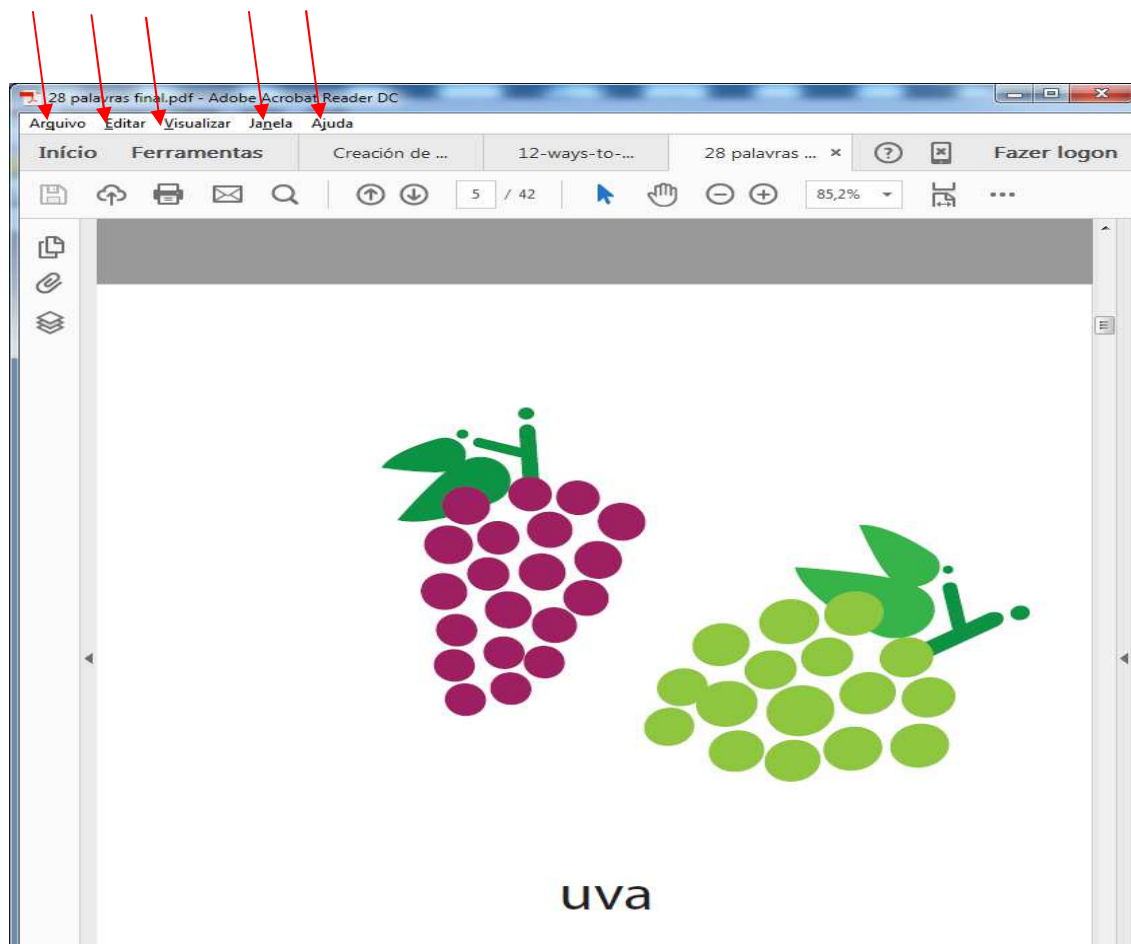 28 palavras final.pdf - Adobe Acrobat Reader DC
Arquivo Editar Visualizar Janela Ajuda
Início Ferramentas Creación de ... 12-ways-to-... 28 palavras ... Fazer logon
5 / 42 85,2%
uva